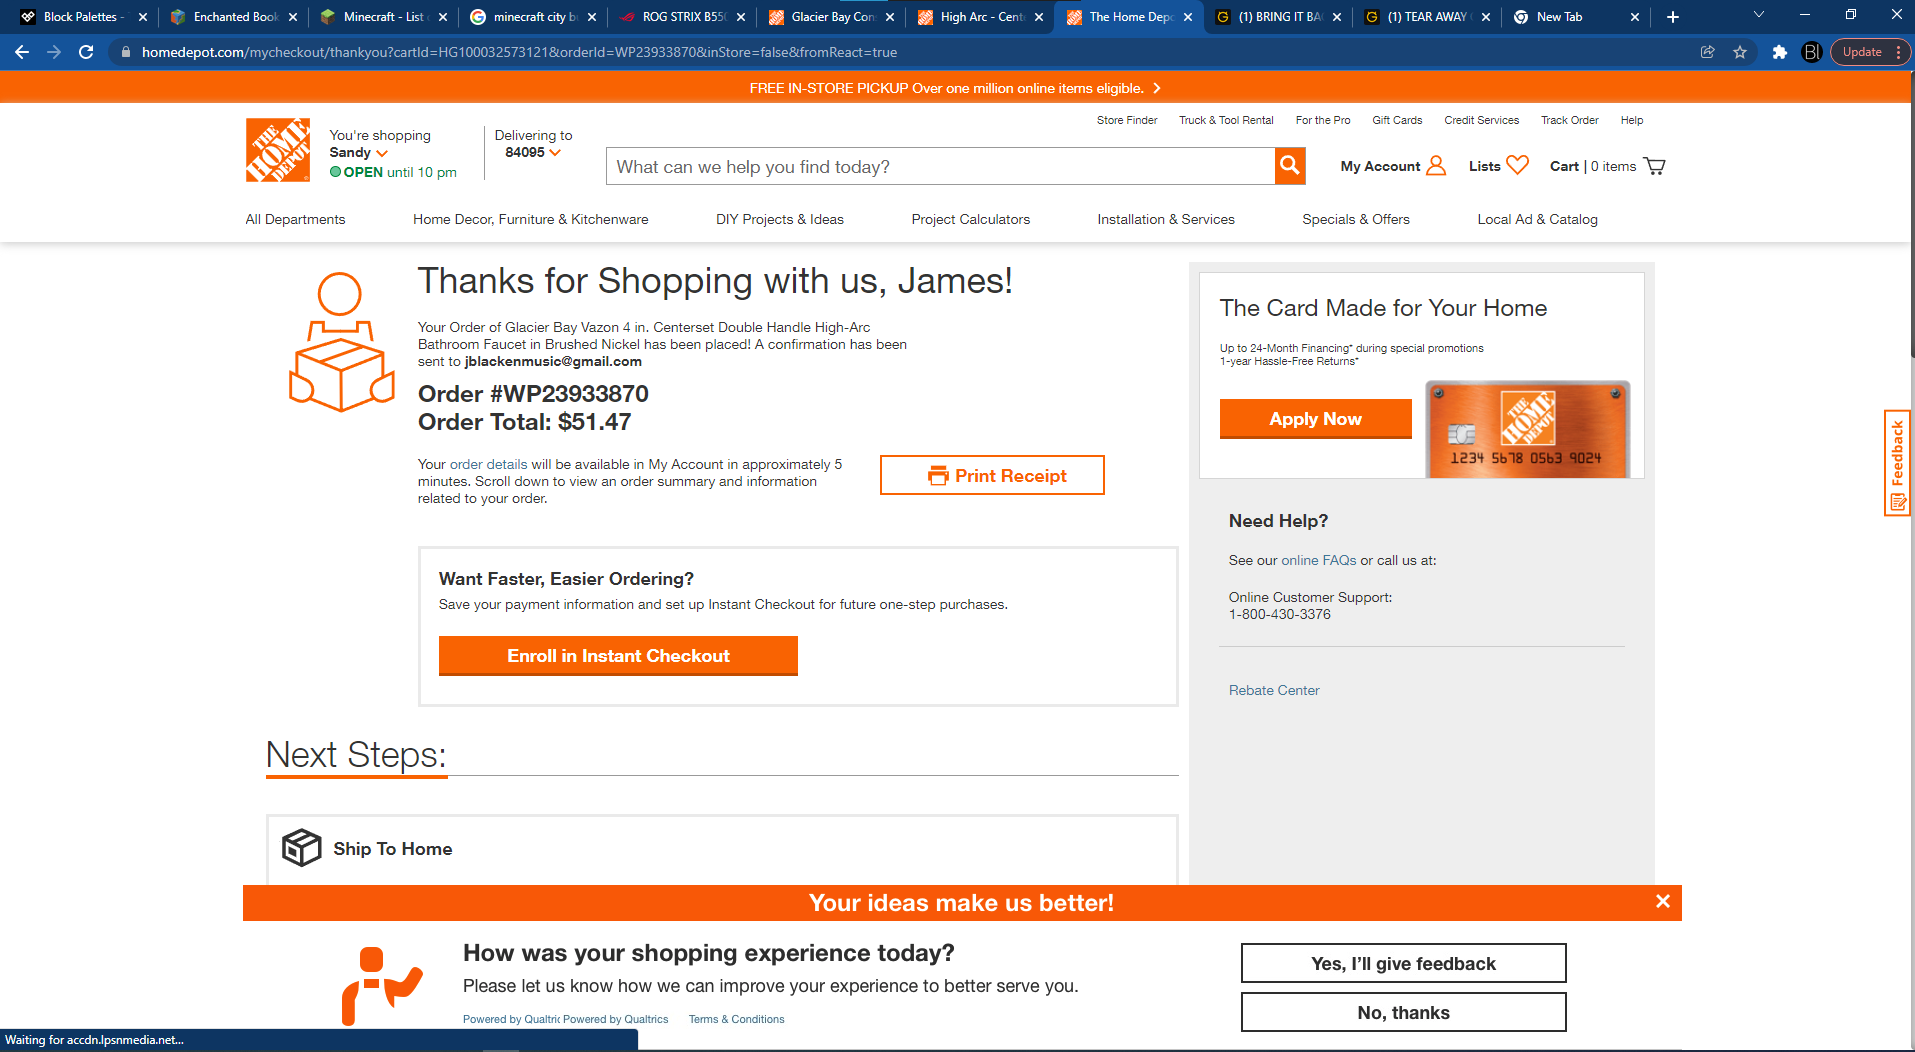 Block Palettes -
Enchanted Book
Minecraft - List
minecraft city b
ROG STRIX B550
Glacier Bay Con
High Arc - Cent
The Home Dep
(1) BRING IT BA
(1) TEAR AWAY
New Tab
homedepot.com/mycheckout/thankyou?cartId=HG100032573121&orderId=WP23933870&inStore=false&fromReact=true
BI
Update
FREE IN-STORE PICKUP Over one million online items eligible.
Store Finder
Truck & Tool Rental
For the Pro
Gift Cards
Credit Services
Track Order
Help
THE HOME DEPOT
You're shopping
Sandy
OPEN until 10 pm
Delivering to
84095
What can we help you find today?
My Account
Lists
Cart | 0 items
All Departments
Home Decor, Furniture & Kitchenware
DIY Projects & Ideas
Project Calculators
Installation & Services
Specials & Offers
Local Ad & Catalog
Thanks for Shopping with us, James!
Your Order of Glacier Bay Vazon 4 in. Centerset Double Handle High-Arc
Bathroom Faucet in Brushed Nickel has been placed! A confirmation has been
sent to jblackenmusic@gmail.com
Order #WP23933870
Order Total: $51.47
Your order details will be available in My Account in approximately 5
minutes. Scroll down to view an order summary and information
related to your order.
Print Receipt
Want Faster, Easier Ordering?
Save your payment information and set up Instant Checkout for future one-step purchases.
Enroll in Instant Checkout
Next Steps:
Ship To Home
The Card Made for Your Home
Up to 24-Month Financing* during special promotions
1-year Hassle-Free Returns*
Apply Now
THE HOME DEPOT
1234 5678 0563 9024
Need Help?
See our online FAQs or call us at:
Online Customer Support:
1-800-430-3376
Rebate Center
Feedback
Your ideas make us better!
How was your shopping experience today?
Please let us know how we can improve your experience to better serve you.
Powered by Qualtric Powered by Qualtrics
Terms & Conditions
Yes, I'll give feedback
No, thanks
Waiting for accdn.lpsnmedia.net...